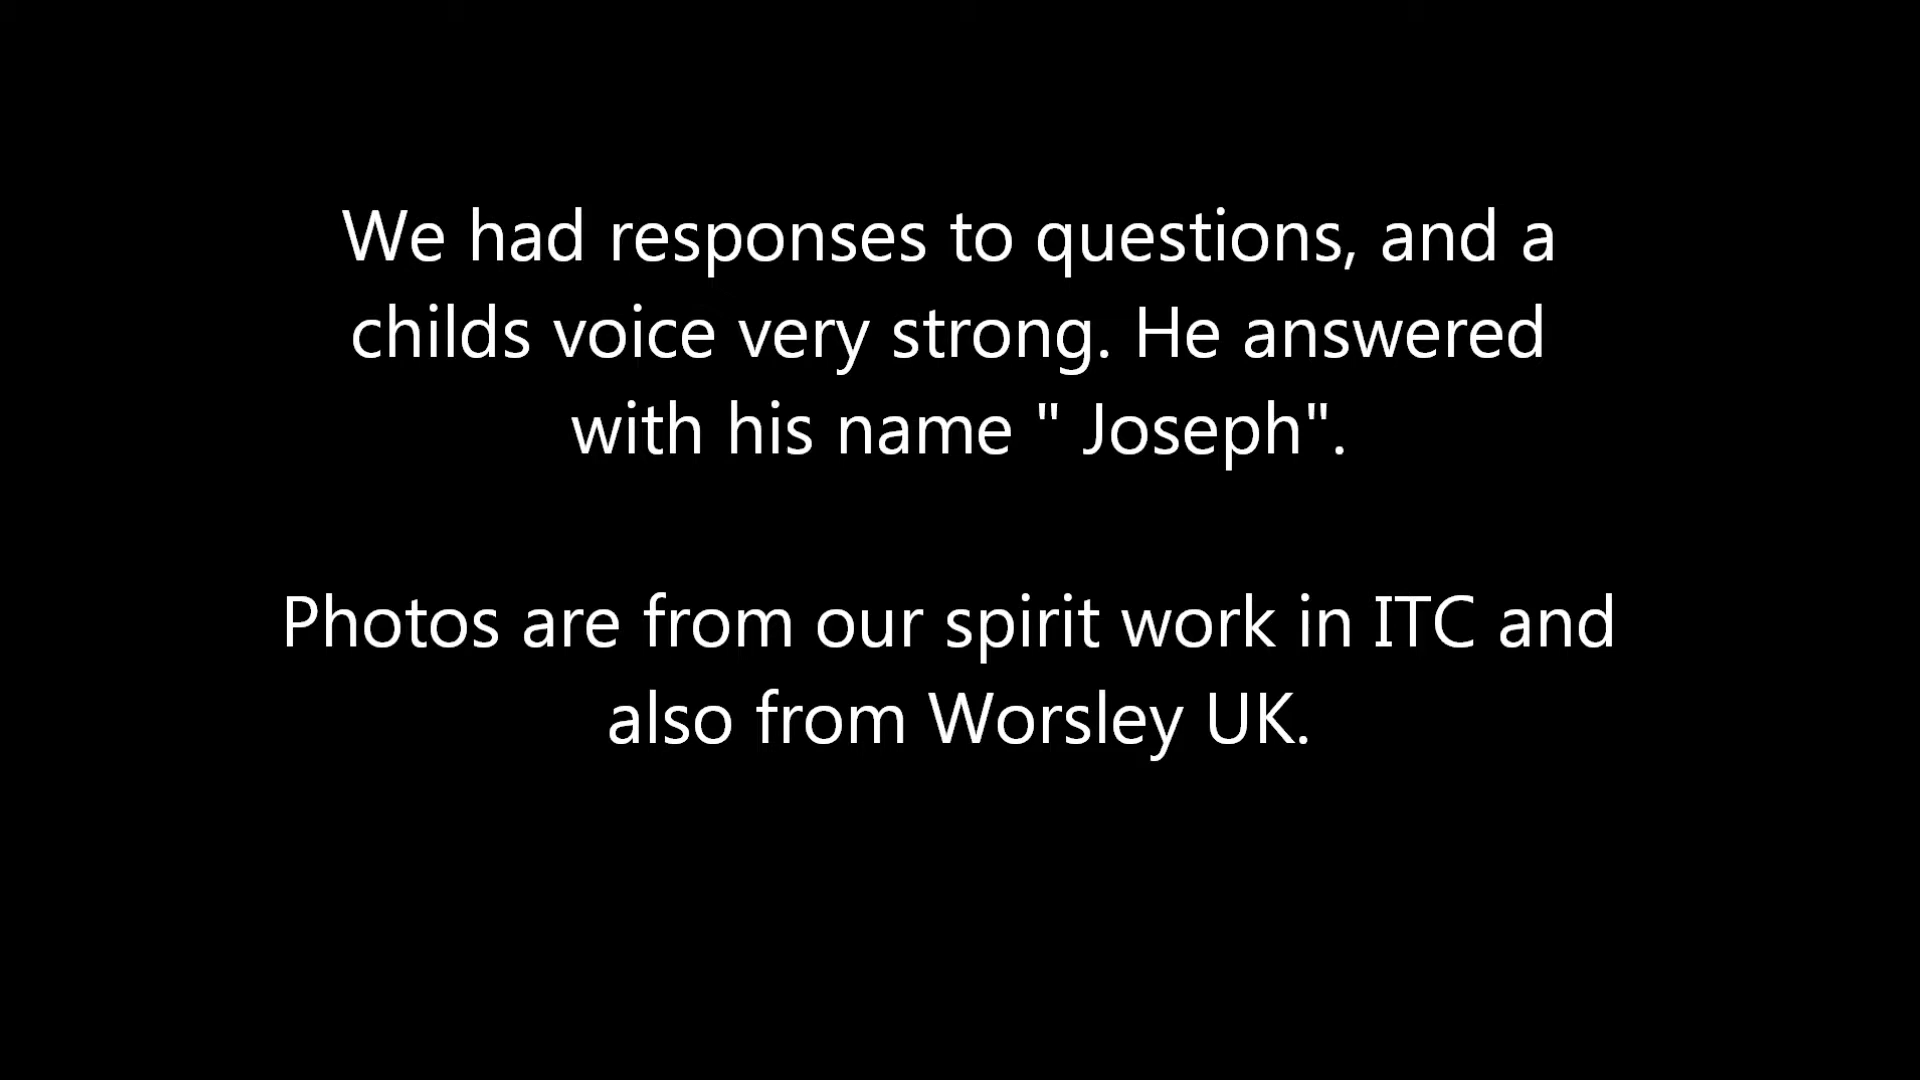 We had responses to questions, and a
childs voice very strong. He answered
with his name " Joseph".
Photos are from our spirit work in ITC and
also from Worsley UK.